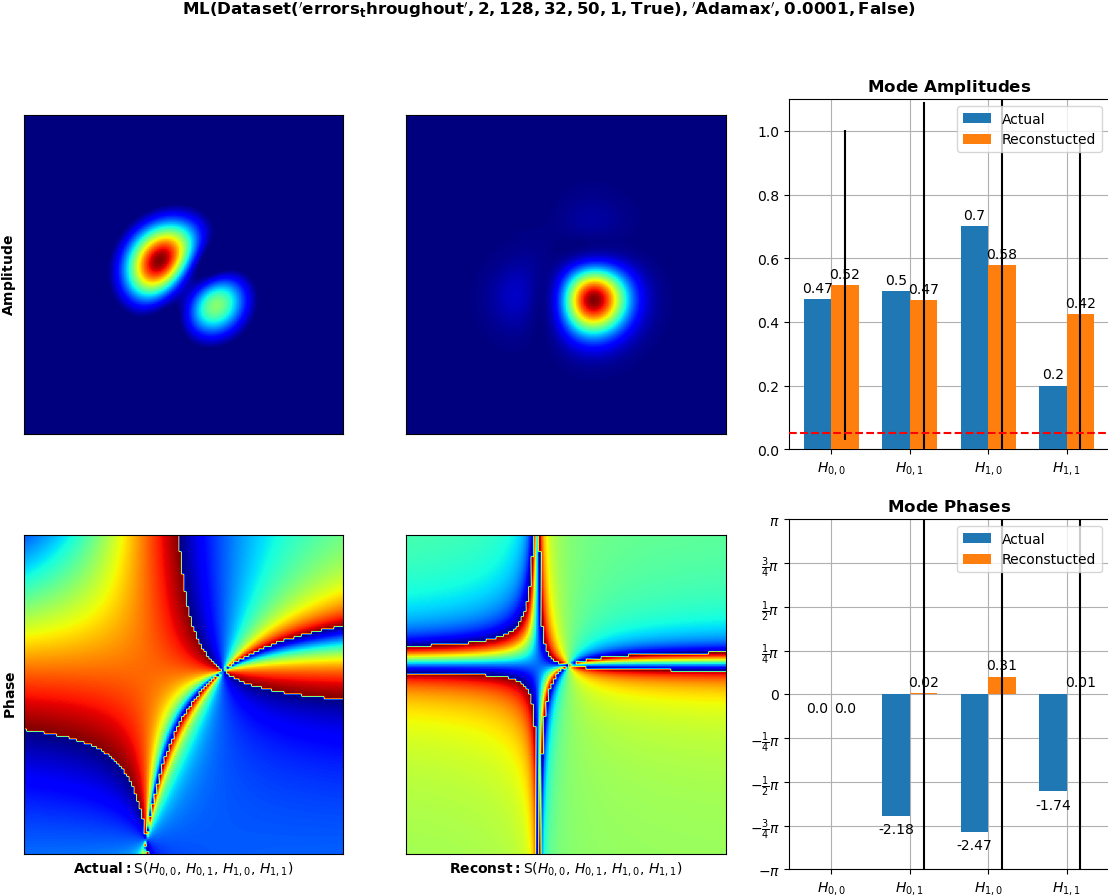 ML(Dataset('errors_throughout', 2, 128, 32, 50, 1, True), 'Adamax', 0.0001, False)
Amplitude
Mode Amplitudes
Actual
Reconstucted
1.0
0.8
0.6
0.4
0.2
0.0
0.47
0.52
0.5
0.47
0.7
0.58
0.2
0.42
H0,0
H0,1
H1,0
H1,1
Phase
Actual: S(H0,0, H0,1, H1,0, H1,1)
Reconst: S(H0,0, H0,1, H1,0, H1,1)
Mode Phases
Actual
Reconstucted
π
3/4π
1/2π
1/4π
0
−1/4π
−1/2π
−3/4π
−π
0.0
0.0
-2.18
0.02
-2.47
0.31
-1.74
0.01
H0,0
H0,1
H1,0
H1,1